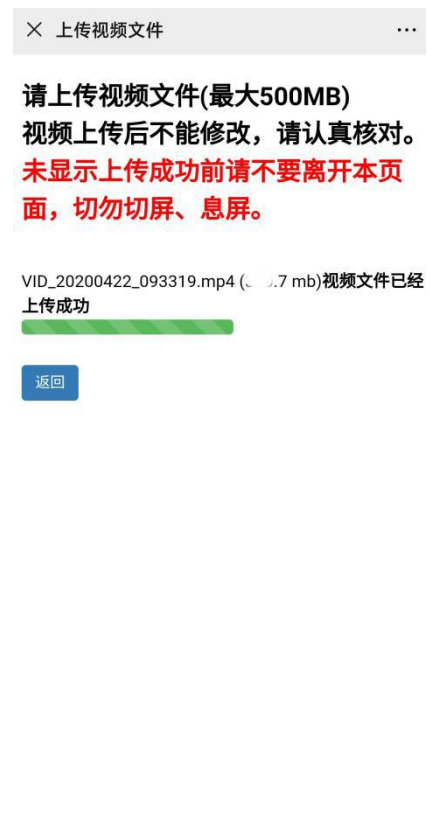 上传视频文件
请上传视频文件(最大500MB)
视频上传后不能修改，请认真核对。
未显示上传成功前请不要离开本页
面，切勿切屏、息屏。
VID_20200422_093319.mp4 ( .7 mb)视频文件已经
上传成功
返回